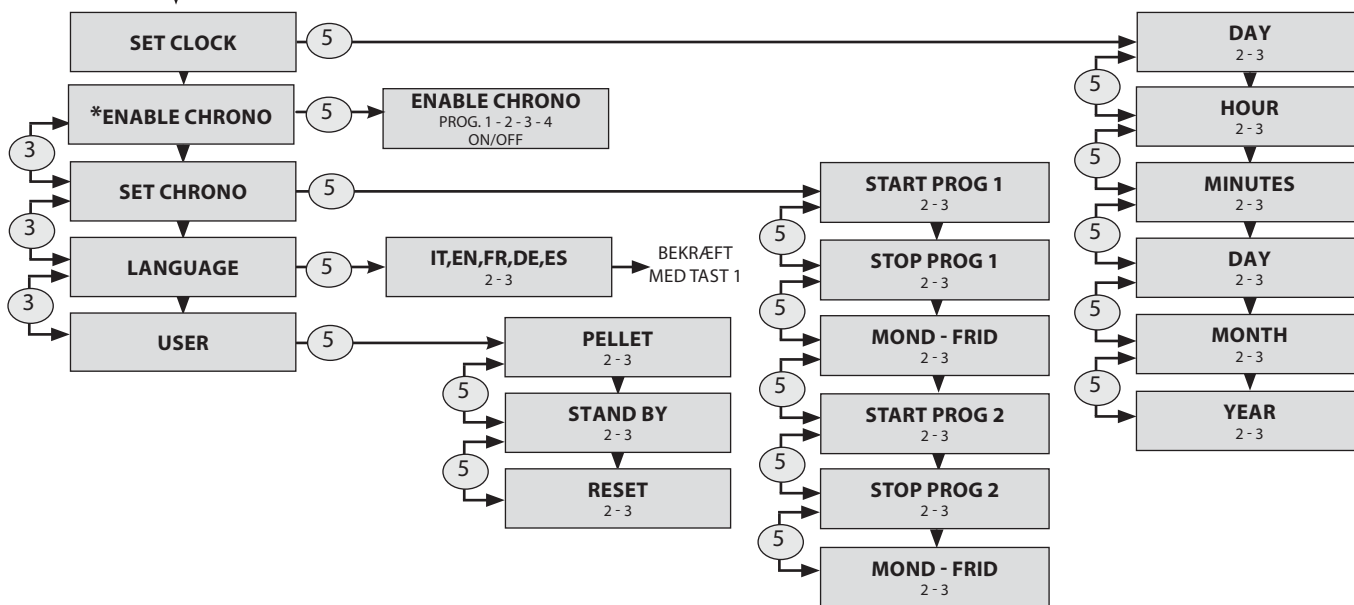 SET CLOCK
5
*ENABLE CHRONO
5
ENABLE CHRONO
PROG. 1 - 2 - 3 - 4
ON/OFF
3
SET CHRONO
5
3
LANGUAGE
5
IT,EN,FR,DE,ES
2 - 3
BEKRÆFT
MED TAST 1
3
USER
5
PELLET
2 - 3
5
STAND BY
2 - 3
5
RESET
2 - 3
START PROG 1
2 - 3
5
STOP PROG 1
2 - 3
5
MOND - FRID
2 - 3
5
START PROG 2
2 - 3
5
STOP PROG 2
2 - 3
5
MOND - FRID
2 - 3
DAY
2 - 3
5
HOUR
2 - 3
5
MINUTES
2 - 3
5
DAY
2 - 3
5
MONTH
2 - 3
5
YEAR
2 - 3